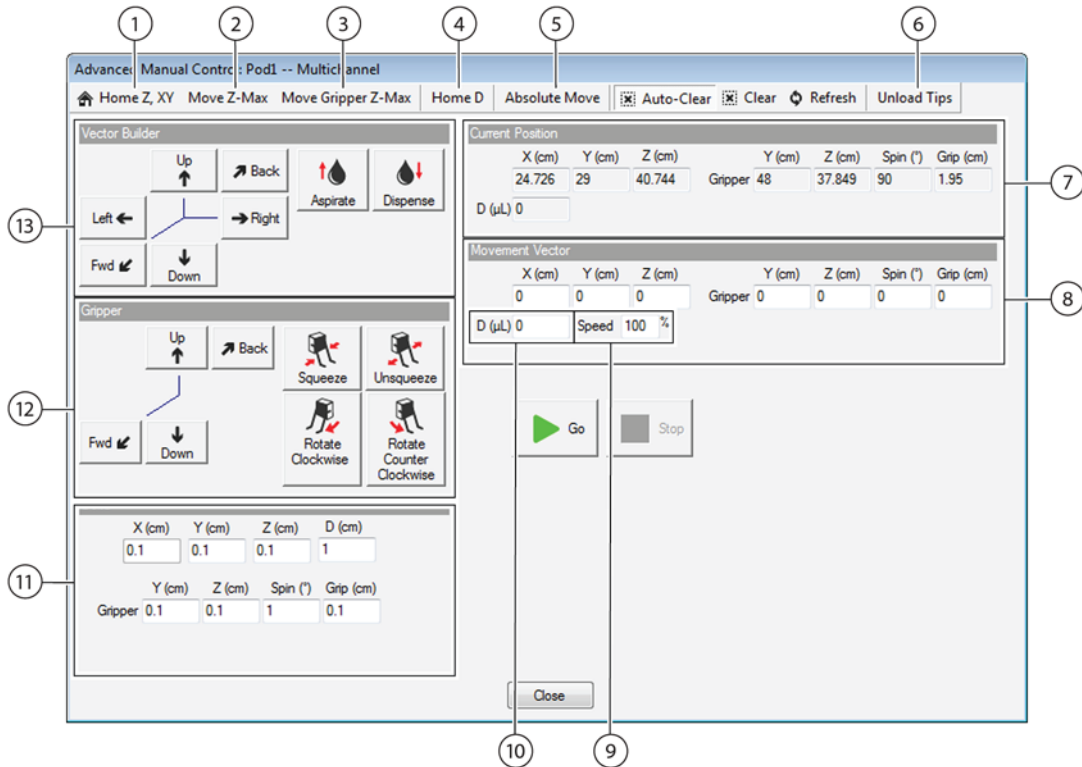 1 2 3 4 5 6
Advanced Manual Control: Pod1 -- Multichannel
Home Z, XY Move Z-Max Move Gripper Z-Max Home D Absolute Move Auto-Clear Clear Refresh Unload Tips
Vector Builder
Up
Back
Left
Right
Fwd
Down
Aspirate
Dispense
13
Current Position
X (cm) Y (cm) Z (cm) Y (cm) Z (cm) Spin (°) Grip (cm)
24.726 29 40.744 Gripper 48 37.849 90 1.95
D (µL) 0
7
Movement Vector
X (cm) Y (cm) Z (cm) Y (cm) Z (cm) Spin (°) Grip (cm)
0 0 0 Gripper 0 0 0 0
D (µL) 0 Speed 100 %
8
Gripper
Up
Back
Fwd
Down
Squeeze
Unsqueeze
Rotate
Clockwise
Rotate
Counter
Clockwise
12
Go
Stop
X (cm) Y (cm) Z (cm) D (cm)
0.1 0.1 0.1 1
Y (cm) Z (cm) Spin (°) Grip (cm)
Gripper 0.1 0.1 1 0.1
11
Close
10 9